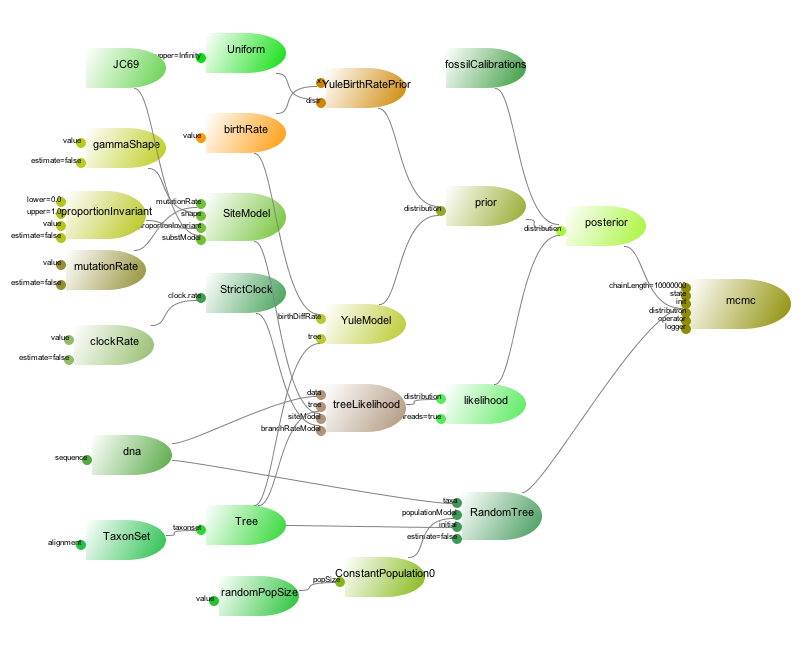 JC69
upper=Infinity
Uniform
x
YuleBirthRatePrior
distr
fossilCalibrations
value
gammaShape
estimate=false
value
birthRate
lower=0.0
upper=1.0
proportionInvariant
value
estimate=false
mutationRate
shape
proportionInvariant
substModel
SiteModel
distribution
prior
distribution
posterior
value
mutationRate
estimate=false
clock.rate
StrictClock
chainLength=10000000
state
init
distribution
operator
logger
mcmc
birthDiffRate
tree
YuleModel
value
clockRate
estimate=false
data
tree
siteModel
branchRateModel
treeLikelihood
distribution
likelihood
threads=true
sequence
dna
taxa
populationModel
initial
estimate=false
RandomTree
alignment
TaxonSet
taxonset
Tree
popSize
ConstantPopulation0
value
randomPopSize